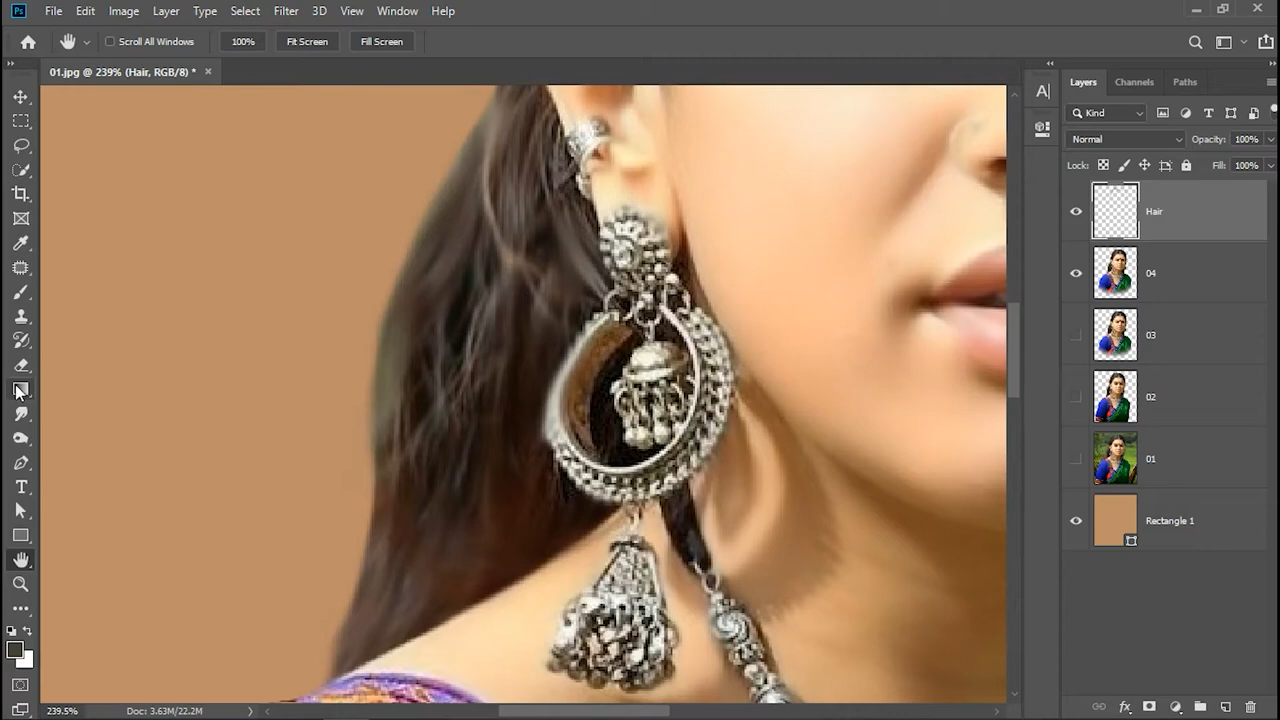 Ps File Edit Image Layer Type Select Filter 3D View Window Help
Scroll All Windows 100% Fit Screen Fill Screen
01.jpg @ 239% (Hair, RGB/8) * ×
Layers Channels Paths
Kind
Normal Opacity: 100%
Lock: Fill: 100%
Hair
04
03
02
01
Rectangle 1
239.5% Doc: 3.63M/22.2M